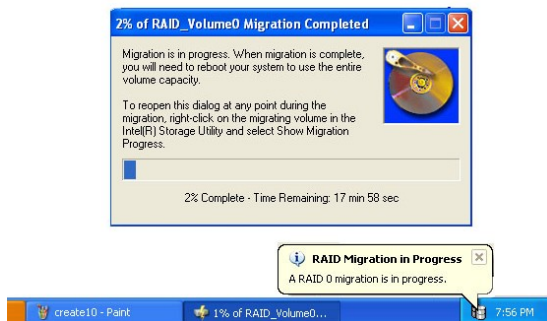 2% of RAID_Volume0 Migration Completed
Migration is in progress. When migration is complete,
you will need to reboot your system to use the entire
volume capacity.
To reopen this dialog at any point during the
migration, right-click on the migrating volume in the
Intel(R) Storage Utility and select Show Migration
Progress.
2% Complete - Time Remaining: 17 min 58 sec
RAID Migration in Progress
A RAID 0 migration is in progress.
create10 - Paint
1% of RAID_Volume0...
7:56 PM